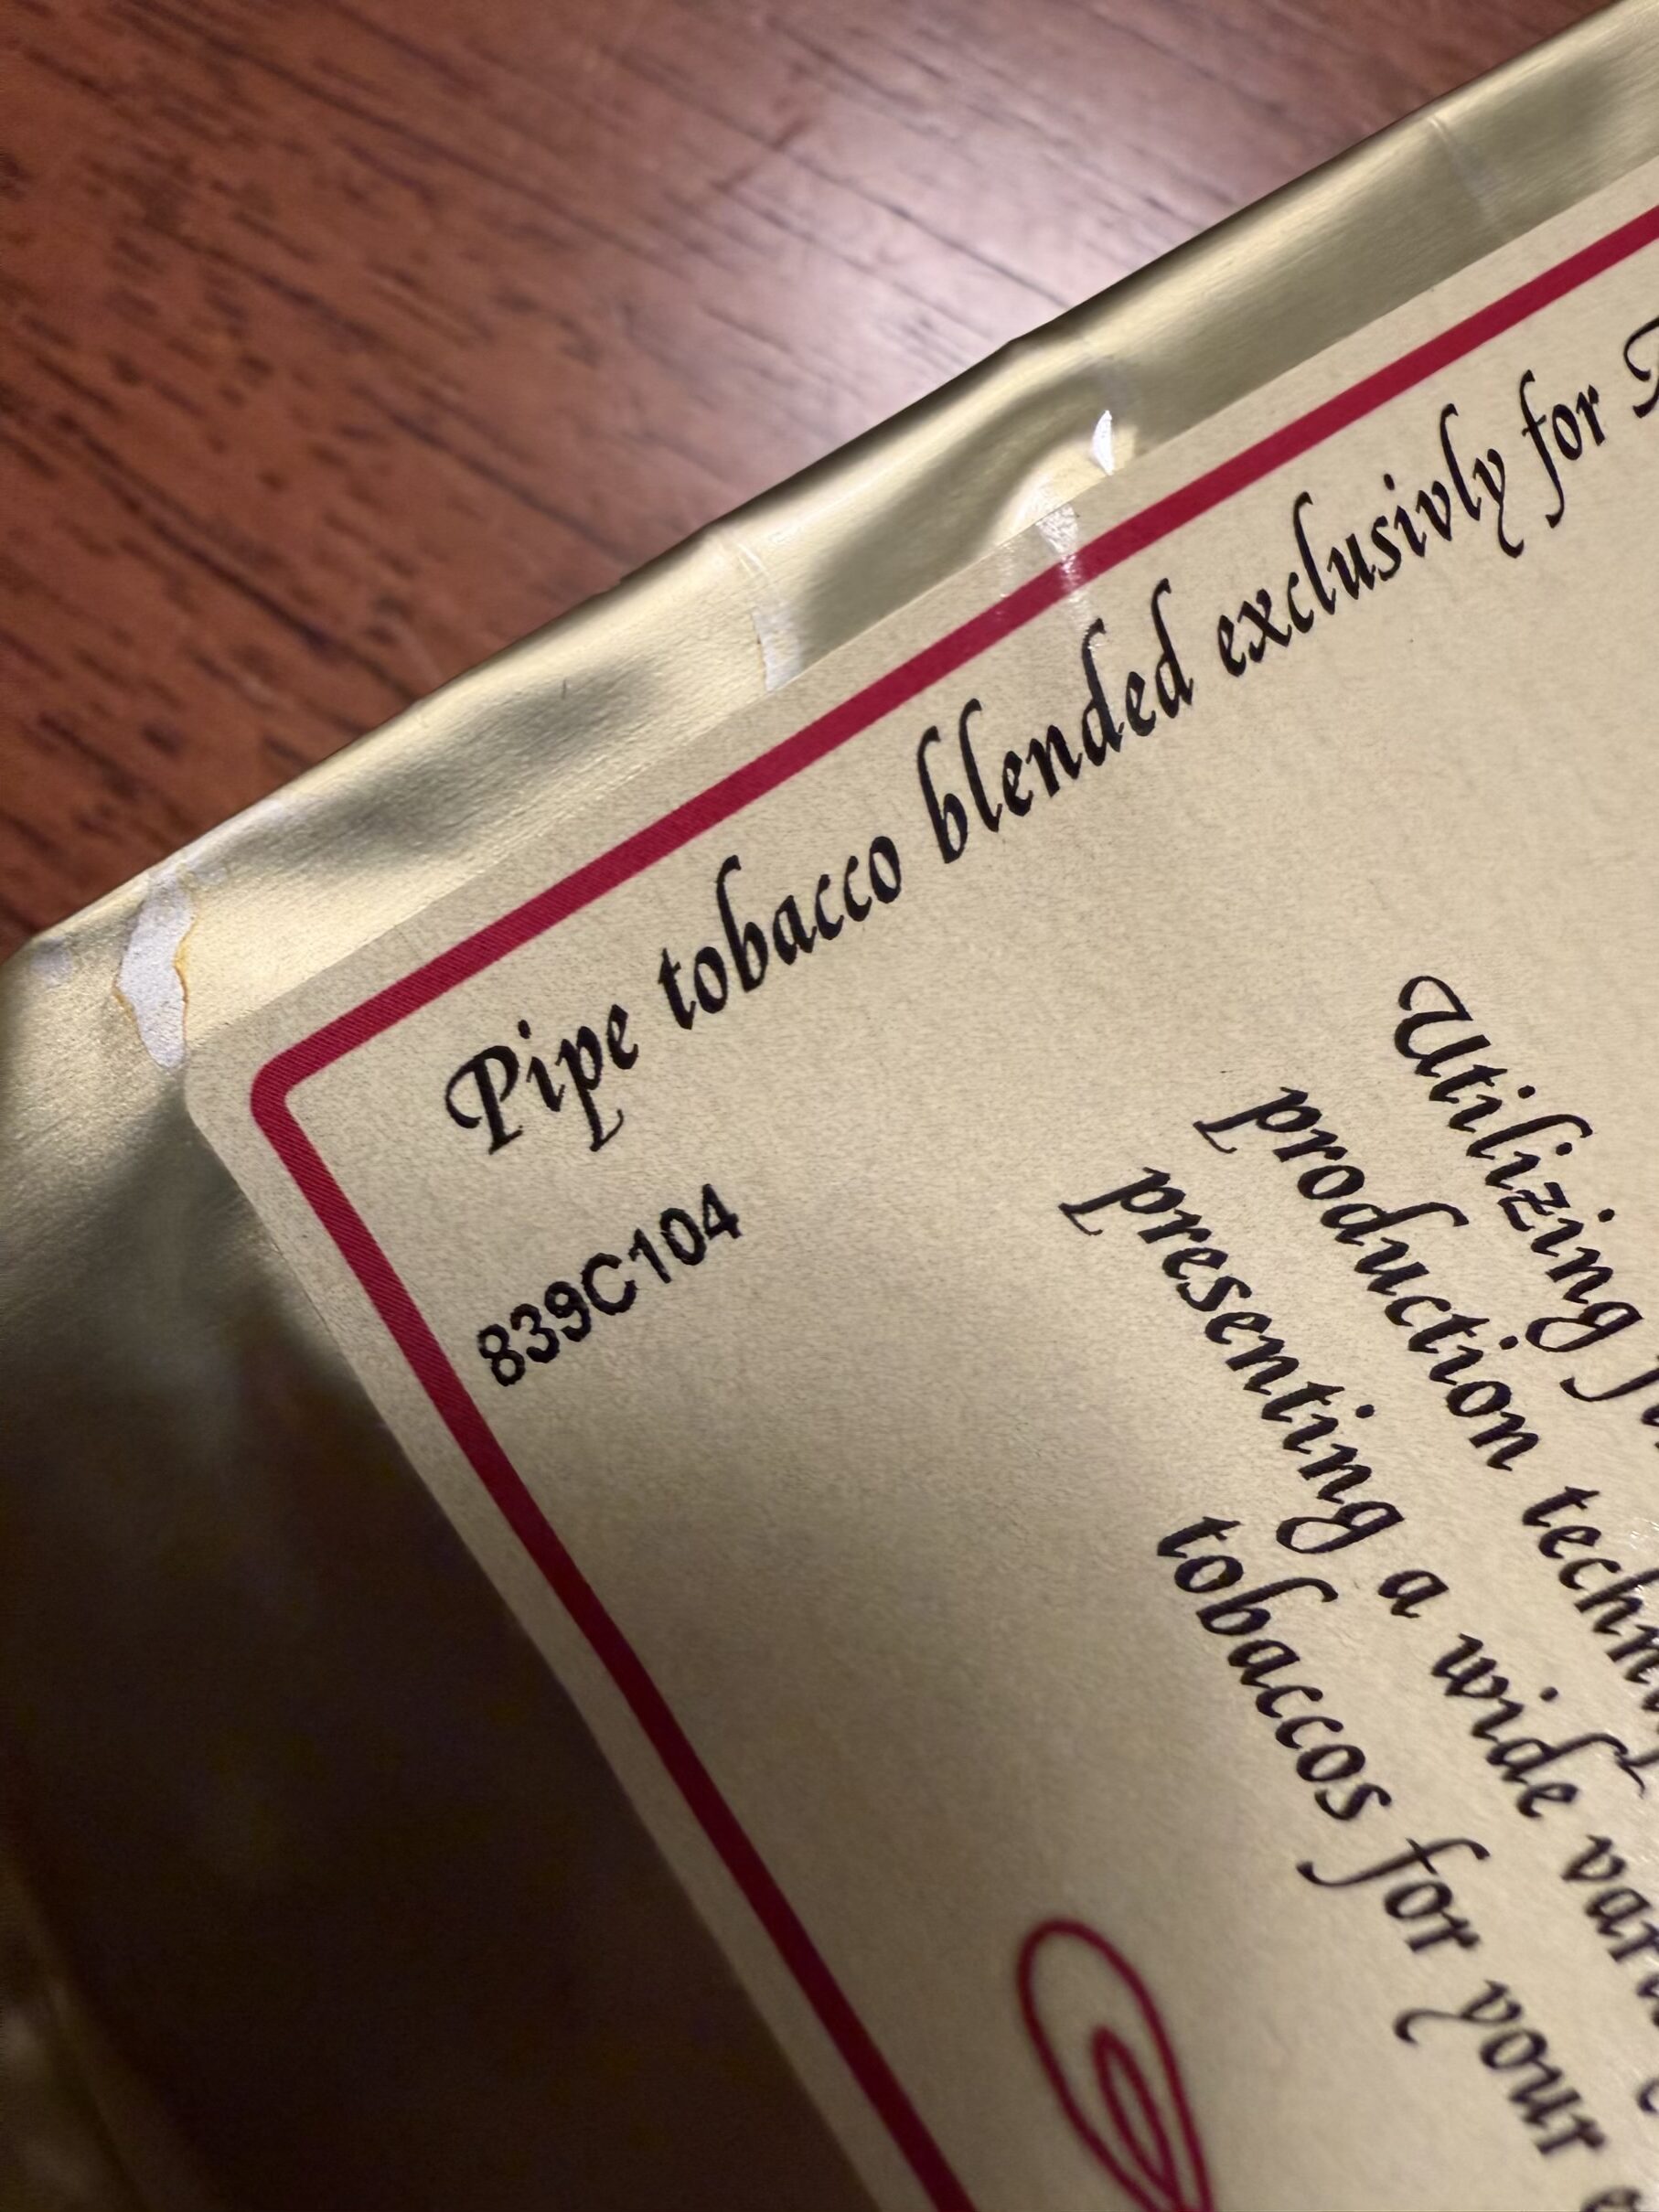 Pipe tobacco blended exclusivly for
839C104
Utilizing
production
presenting a wide
tobaccos for your